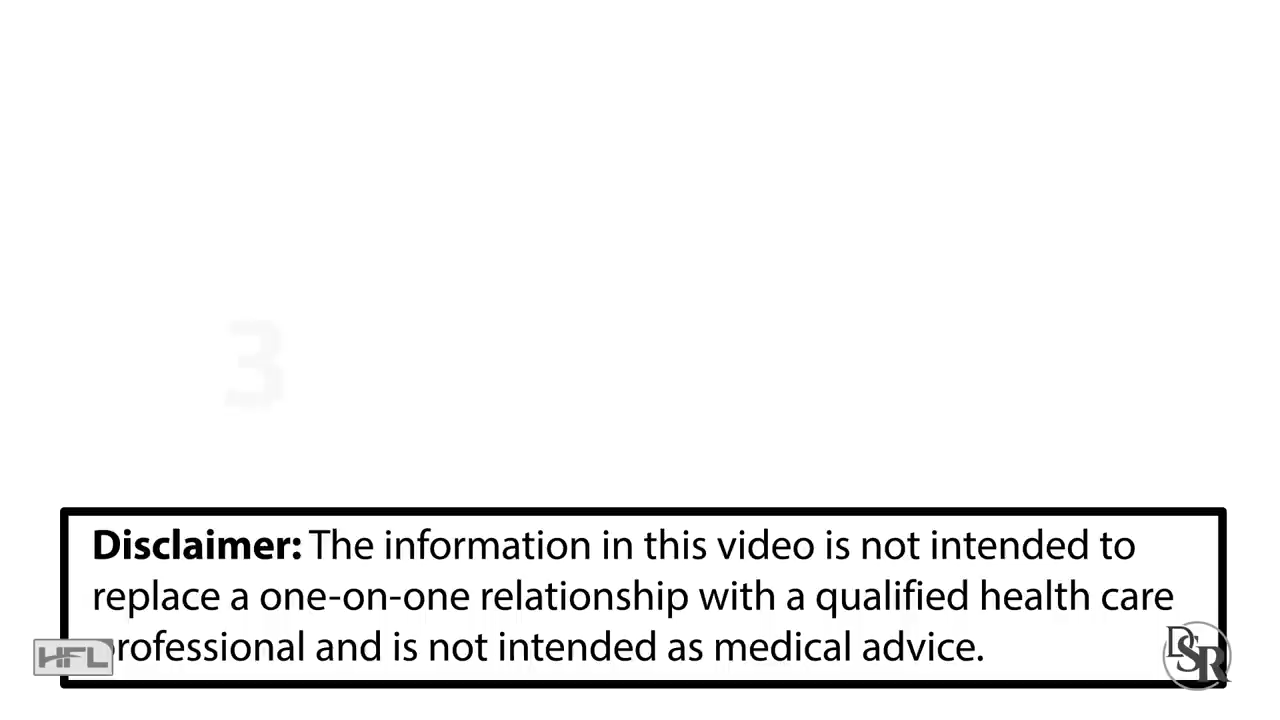 3
Disclaimer: The information in this video is not intended to
replace a one-on-one relationship with a qualified health care
professional and is not intended as medical advice.
HFL
DSR